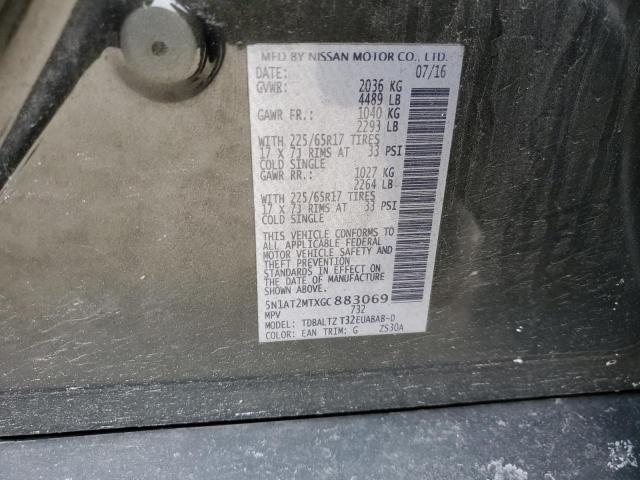 MFD BY NISSAN MOTOR CO., LTD.
DATE: 07/16
GVWR: 2036 KG
4489 LB
GAWR FR.: 1040 KG
2293 LB
WITH 225/65R17 TIRES
17 X 7J RIMS AT 33 PSI
COLD SINGLE
GAWR RR.: 1027 KG
2264 LB
WITH 225/65R17 TIRES
17 X 7J RIMS AT 33 PSI
COLD SINGLE
THIS VEHICLE CONFORMS TO
ALL APPLICABLE FEDERAL
MOTOR VEHICLE SAFETY AND
THEFT PREVENTION
STANDARDS IN EFFECT ON
THE DATE OF MANUFACTURE
SHOWN ABOVE.
5N1AT2MTXGC883069
MPV 732
MODEL: TDBALTZ T32EUABAB-D
COLOR: EAN TRIM: G ZS30A